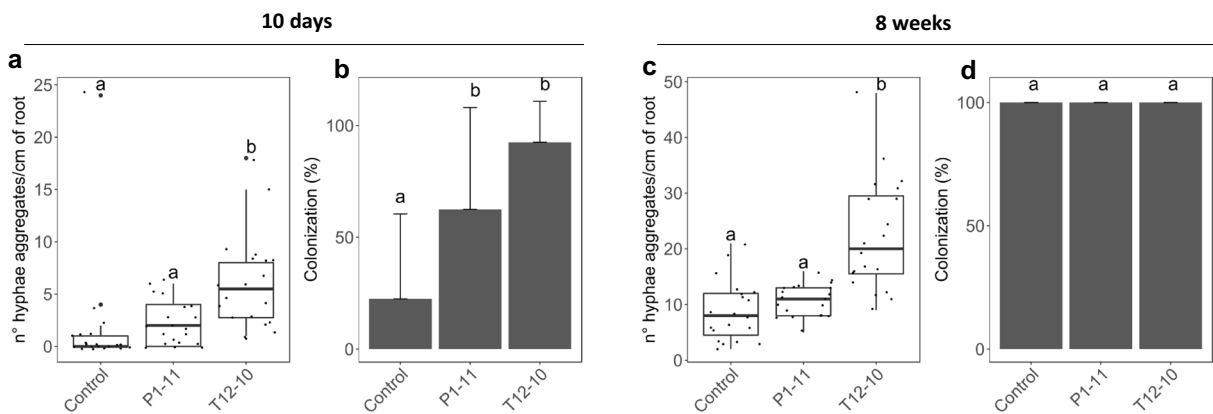 10 days
8 weeks
a
n° hyphae aggregates/cm of root
25
20
15
10
5
0
a
a
b
Control
P1-11
T12-10
b
Colonization (%)
100
50
0
a
b
b
Control
P1-11
T12-10
c
n° hyphae aggregates/cm of root
50
40
30
20
10
0
a
a
b
Control
P1-11
T12-10
d
Colonization (%)
100
50
0
a
a
a
Control
P1-11
T12-10